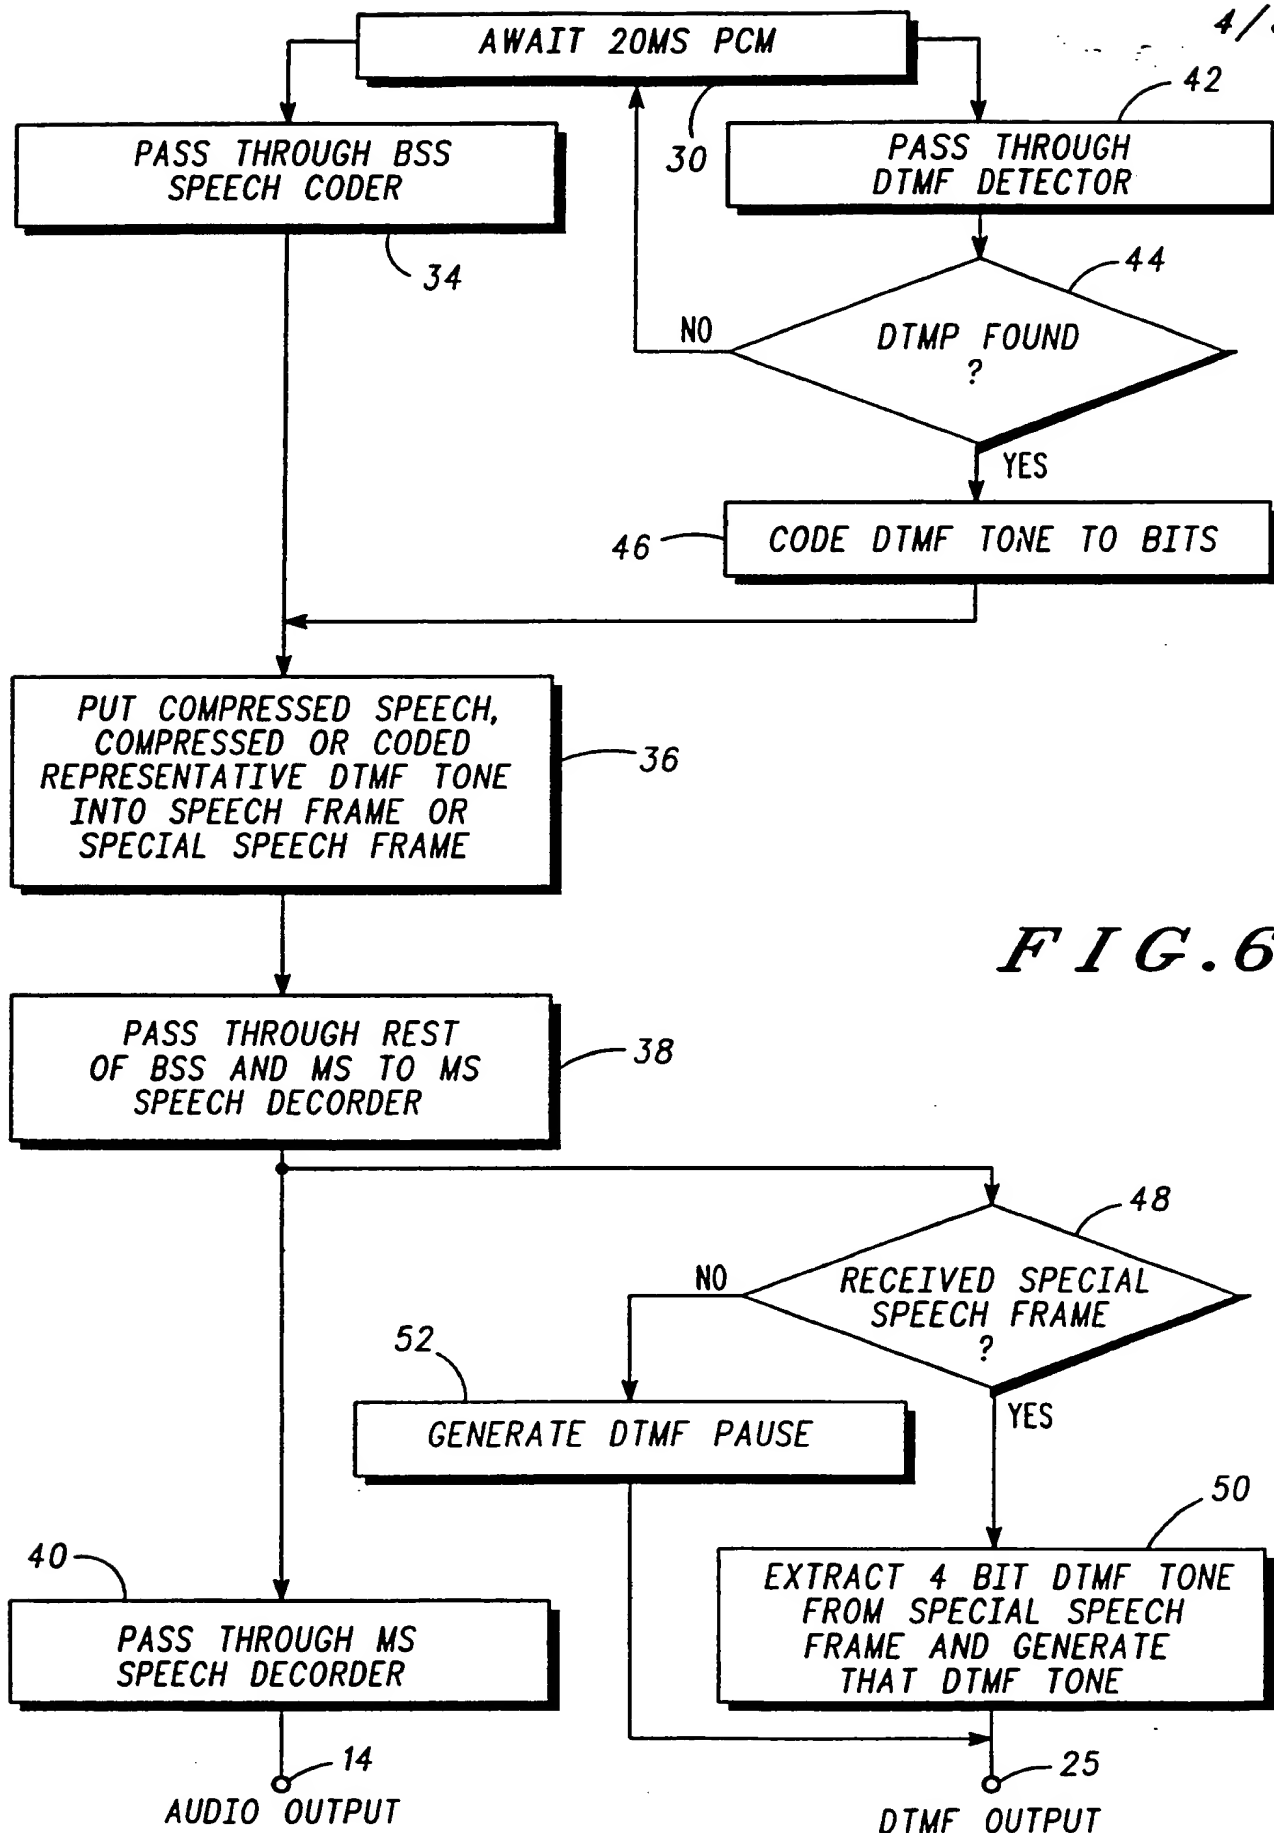 4/
AWAIT 20MS PCM
42
30
PASS THROUGH BSS
SPEECH CODER
34
PASS THROUGH
DTMF DETECTOR
44
NO
DTMP FOUND
?
YES
46
CODE DTMF TONE TO BITS
PUT COMPRESSED SPEECH,
COMPRESSED OR CODED
REPRESENTATIVE DTMF TONE
INTO SPEECH FRAME OR
SPECIAL SPEECH FRAME
36
FIG.6
PASS THROUGH REST
OF BSS AND MS TO MS
SPEECH DECORDER
38
48
NO
RECEIVED SPECIAL
SPEECH FRAME
?
YES
52
GENERATE DTMF PAUSE
50
EXTRACT 4 BIT DTMF TONE
FROM SPECIAL SPEECH
FRAME AND GENERATE
THAT DTMF TONE
40
PASS THROUGH MS
SPEECH DECORDER
14
AUDIO OUTPUT
25
DTMF OUTPUT